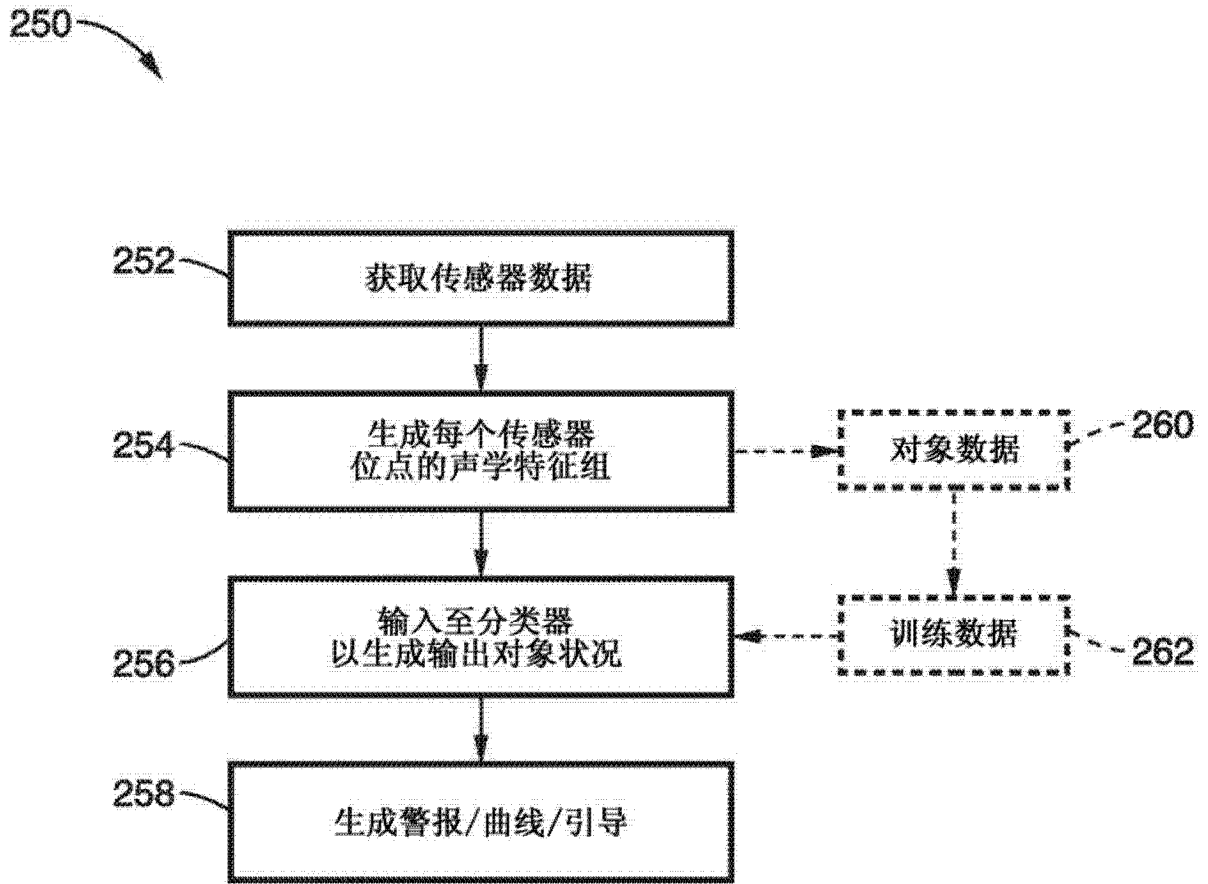 250
252
获取传感器数据
254
生成每个传感器
位点的声学特征组
对象数据
260
256
输入至分类器
以生成输出对象状况
训练数据
262
258
生成警报/曲线/引导